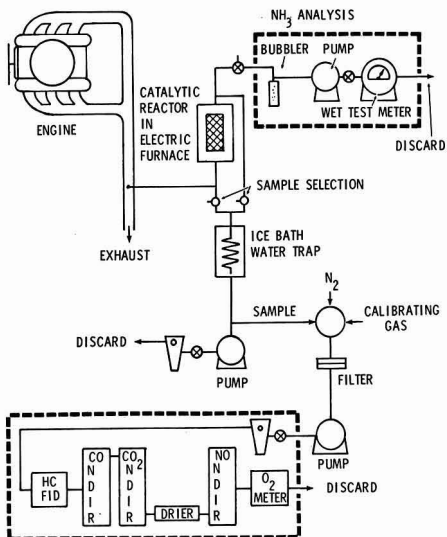 NH3 ANALYSIS
BUBBLER
PUMP
WET TEST METER
DISCARD
ENGINE
CATALYTIC
REACTOR
IN
ELECTRIC
FURNACE
SAMPLE SELECTION
EXHAUST
ICE BATH
WATER TRAP
N2
SAMPLE
CALIBRATING
GAS
DISCARD
PUMP
FILTER
PUMP
HC
FID
CO
NDIR
CO2
NDIR
DRIER
NO
NDIR
O2
METER
DISCARD